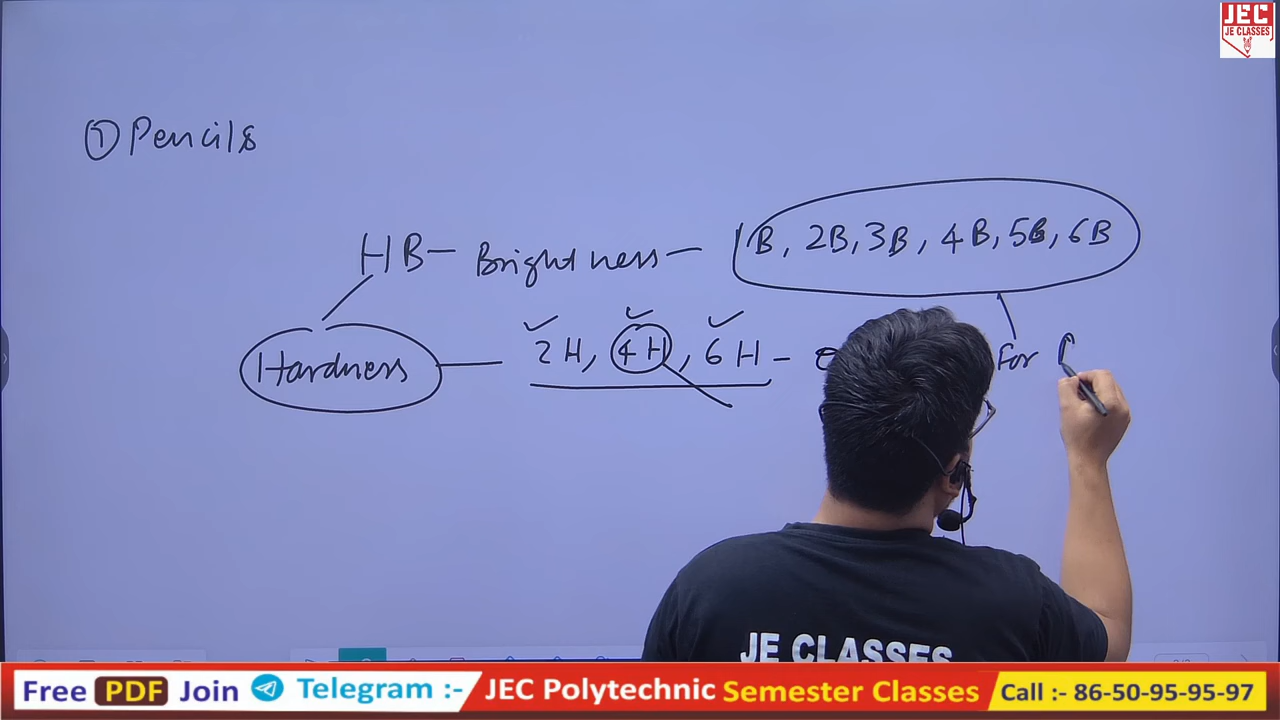 JEC
JE CLASSES
① Pencils
HB – Brightness – B, 2B, 3B, 4B, 5B, 6B
Hardness – 2H, 4H, 6H –
For
JE CLASSES
Free PDF Join Telegram :- JEC Polytechnic Semester Classes Call :- 86-50-95-95-97